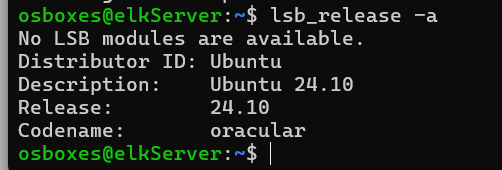 osboxes@elkServer:~$ lsb_release -a
No LSB modules are available.
Distributor ID: Ubuntu
Description:    Ubuntu 24.10
Release:        24.10
Codename:       oracular
osboxes@elkServer:~$